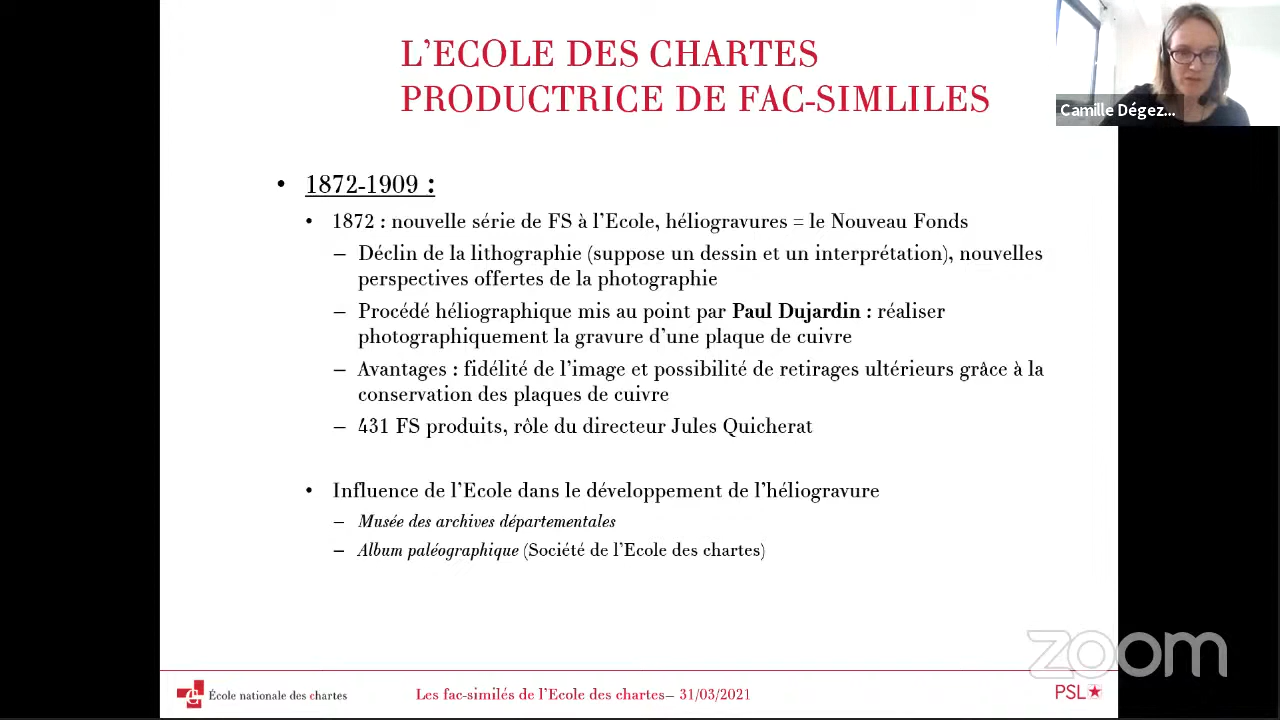 L'ECOLE DES CHARTES
PRODUCTRICE DE FAC-SIMLILES
Camille Dégez...
• 1872-1909 :
• 1872 : nouvelle série de FS à l'Ecole, héliogravures = le Nouveau Fonds
– Déclin de la lithographie (suppose un dessin et un interprétation), nouvelles
perspectives offertes de la photographie
– Procédé héliographique mis au point par Paul Dujardin : réaliser
photographiquement la gravure d'une plaque de cuivre
– Avantages : fidélité de l'image et possibilité de retirages ultérieurs grâce à la
conservation des plaques de cuivre
– 431 FS produits, rôle du directeur Jules Quicherat
• Influence de l'Ecole dans le développement de l'héliogravure
– Musée des archives départementales
– Album paléographique (Société de l'Ecole des chartes)
zoom
École nationale des chartes
Les fac-similés de l'Ecole des chartes– 31/03/2021
PSL